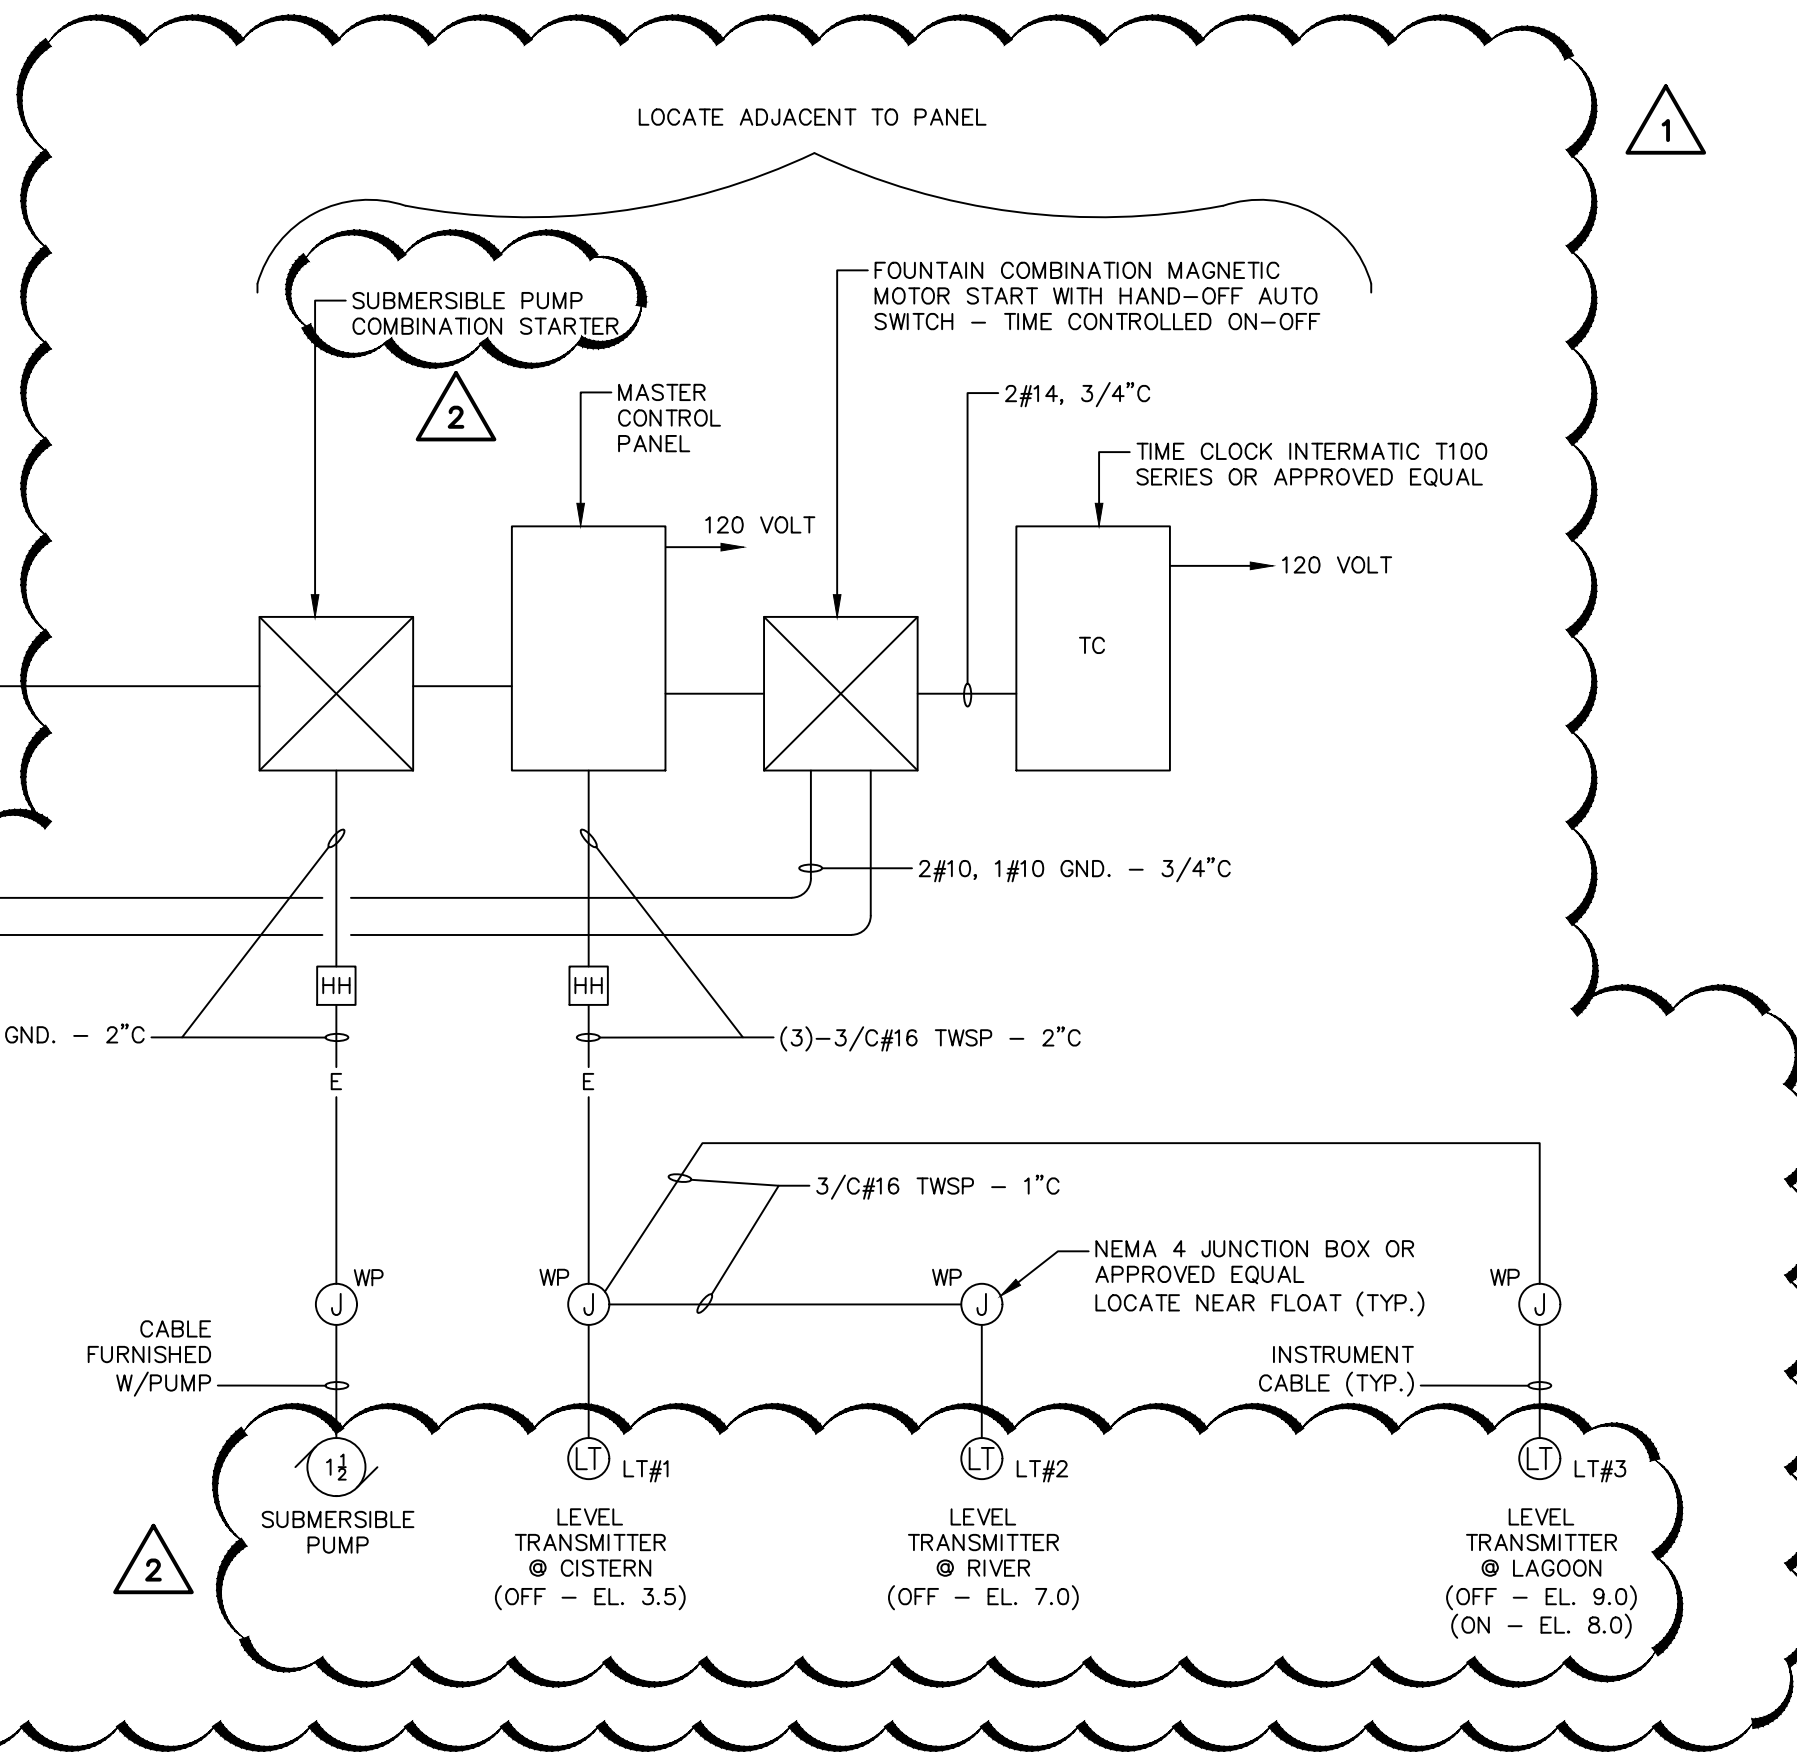 LOCATE ADJACENT TO PANEL
1
SUBMERSIBLE PUMP
COMBINATION STARTER
2
FOUNTAIN COMBINATION MAGNETIC
MOTOR START WITH HAND-OFF AUTO
SWITCH - TIME CONTROLLED ON-OFF
MASTER
CONTROL
PANEL
2#14, 3/4"C
TIME CLOCK INTERMATIC T100
SERIES OR APPROVED EQUAL
120 VOLT
120 VOLT
TC
2#10, 1#10 GND. - 3/4"C
HH
HH
GND. - 2"C
(3)-3/C#16 TWSP - 2"C
E
E
3/C#16 TWSP - 1"C
NEMA 4 JUNCTION BOX OR
APPROVED EQUAL
LOCATE NEAR FLOAT (TYP.)
WP
WP
WP
WP
J
J
J
J
CABLE
FURNISHED
W/PUMP
INSTRUMENT
CABLE (TYP.)
1½
LT
LT#1
LT
LT#2
LT
LT#3
SUBMERSIBLE
PUMP
LEVEL
TRANSMITTER
@ CISTERN
(OFF - EL. 3.5)
LEVEL
TRANSMITTER
@ RIVER
(OFF - EL. 7.0)
LEVEL
TRANSMITTER
@ LAGOON
(OFF - EL. 9.0)
(ON - EL. 8.0)
2